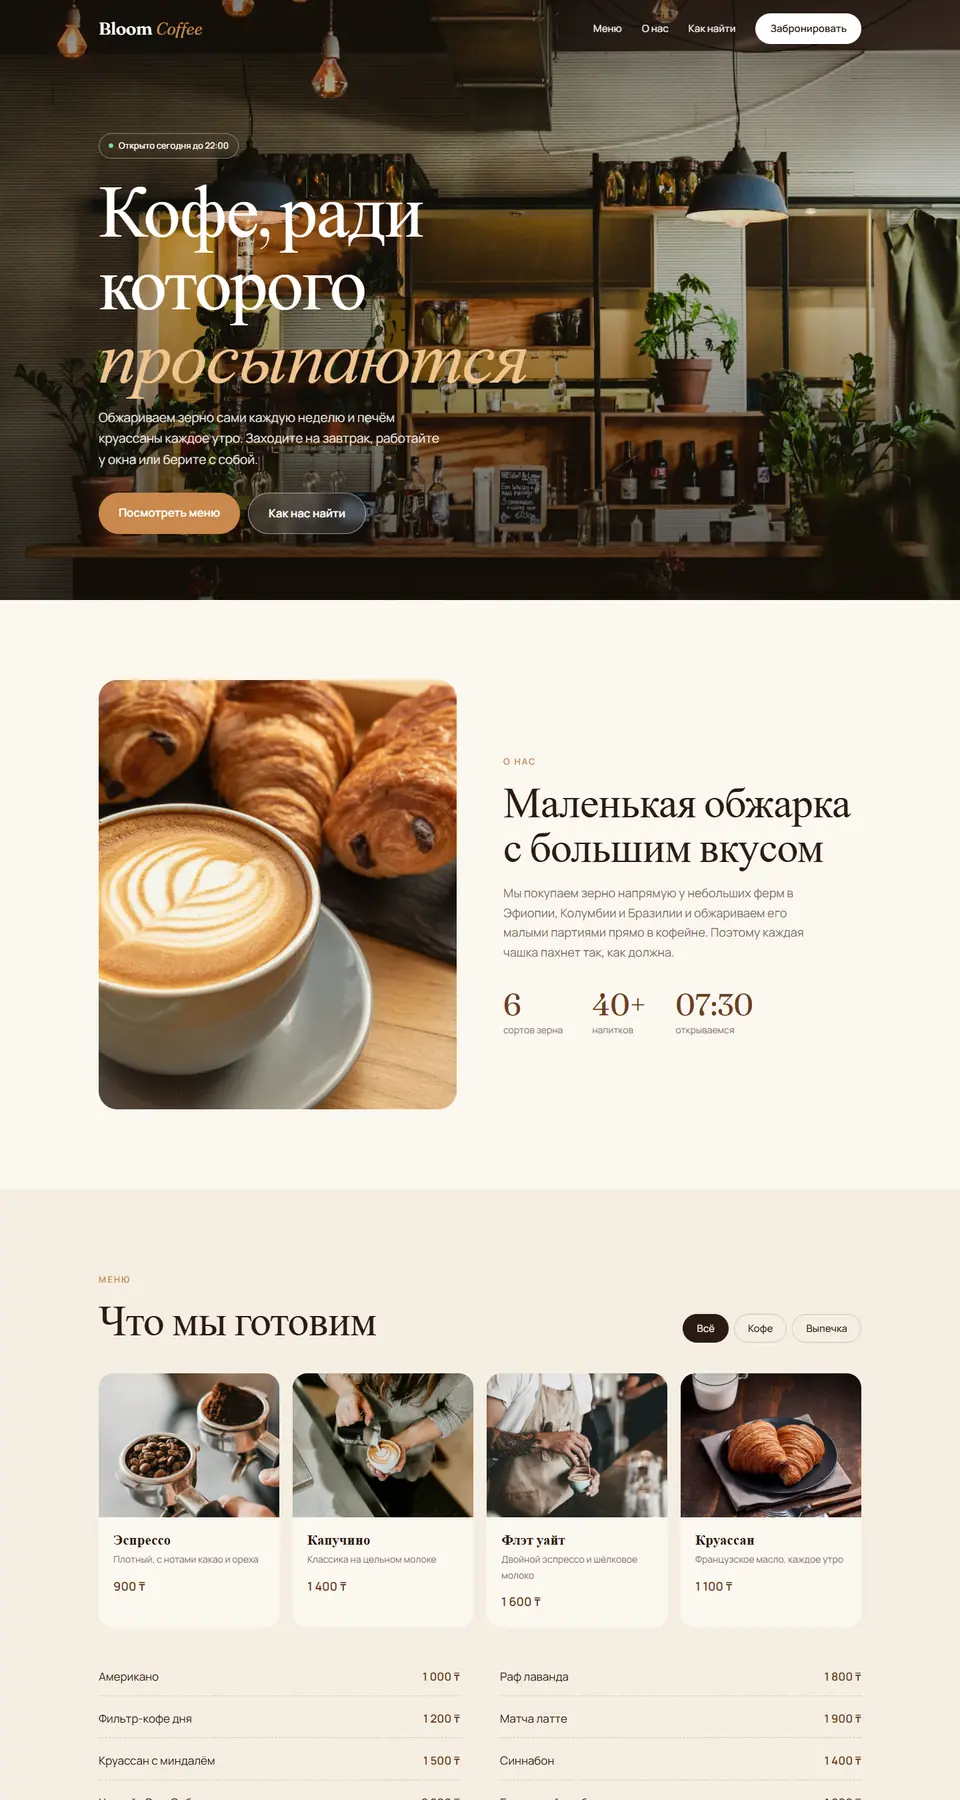 Bloom Coffee
Меню
О нас
Как найти
Забронировать
Открыто сегодня до 22:00
Кофе, ради
которого
просыпаются
Обжариваем зерно сами каждую неделю и печём
круассаны каждое утро. Заходите на завтрак, работайте
у окна или берите с собой.
Посмотреть меню
Как нас найти
О НАС
Маленькая обжарка
с большим вкусом
Мы покупаем зерно напрямую у небольших ферм в
Эфиопии, Колумбии и Бразилии и обжариваем его
малыми партиями прямо в кофейне. Поэтому каждая
чашка пахнет так, как должна.
6
сортов зерна
40+
напитков
07:30
открываемся
МЕНЮ
Что мы готовим
Всё
Кофе
Выпечка
Эспрессо
Плотный, с нотами какао и ореха
900 ₸
Капучино
Классика на цельном молоке
1 400 ₸
Флэт уайт
Двойной эспрессо и шёлковое
молоко
1 600 ₸
Круассан
Французское масло, каждое утро
1 100 ₸
Американо 1 000 ₸
Раф лаванда 1 800 ₸
Фильтр-кофе дня 1 200 ₸
Матча латте 1 900 ₸
Круассан с миндалём 1 500 ₸
Синнабон 1 400 ₸